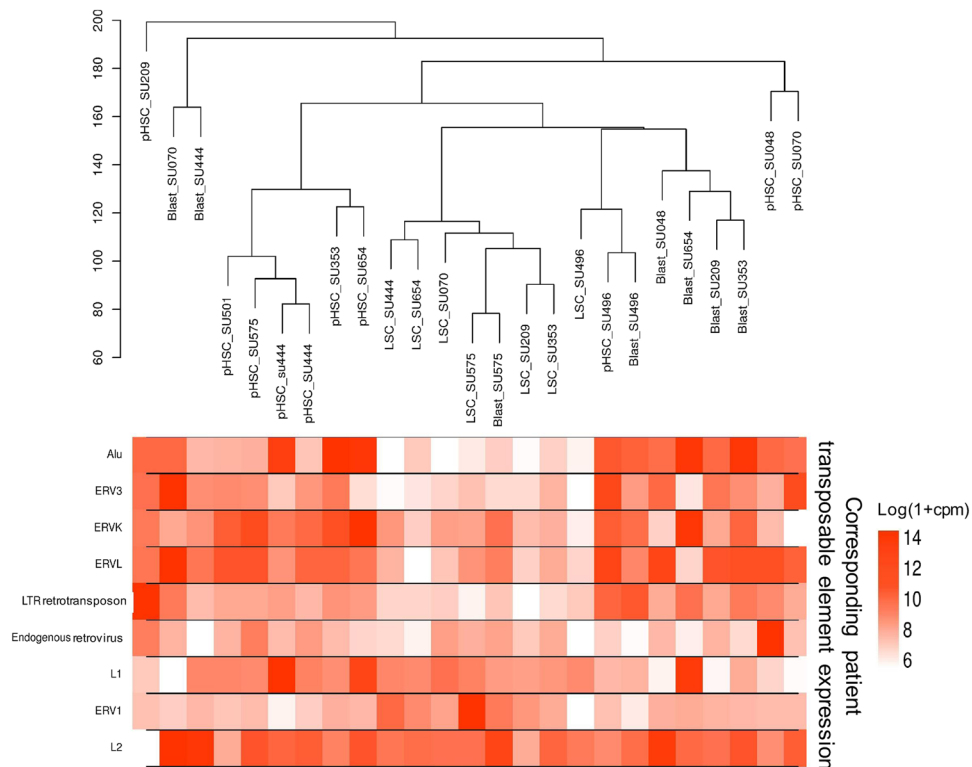 200
180
160
140
120
100
80
60
pHSC_SU209
Blast_SU070
Blast_SU444
pHSC_SU501
pHSC_SU575
pHSC_su444
pHSC_SU444
pHSC_SU353
pHSC_SU654
LSC_SU444
LSC_SU654
LSC_SU070
LSC_SU575
Blast_SU575
LSC_SU209
LSC_SU353
LSC_SU496
pHSC_SU496
Blast_SU496
Blast_SU048
Blast_SU654
Blast_SU209
Blast_SU353
pHSC_SU048
pHSC_SU070
Alu
ERV3
ERVK
ERVL
LTR retrotransposon
Endogenous retrovirus
L1
ERV1
L2
Corresponding patient
transposable element expression
Log(1+cpm)
14
12
10
8
6